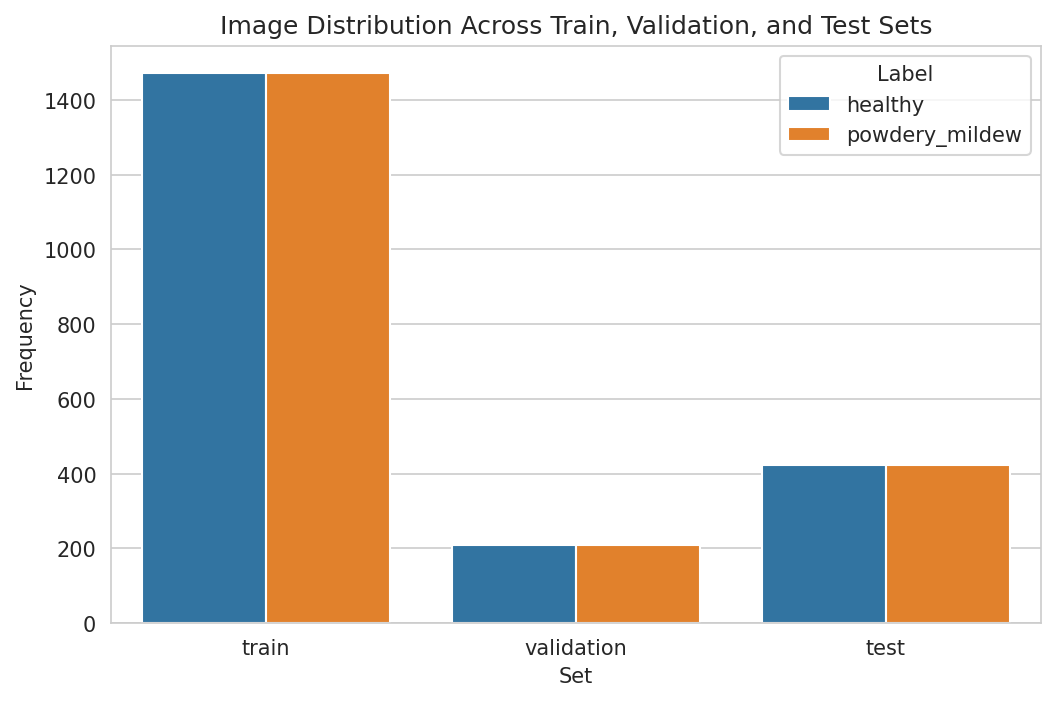 Image Distribution Across Train, Validation, and Test Sets
Label
healthy
powdery_mildew
Frequency
1400
1200
1000
800
600
400
200
0
train
validation
test
Set